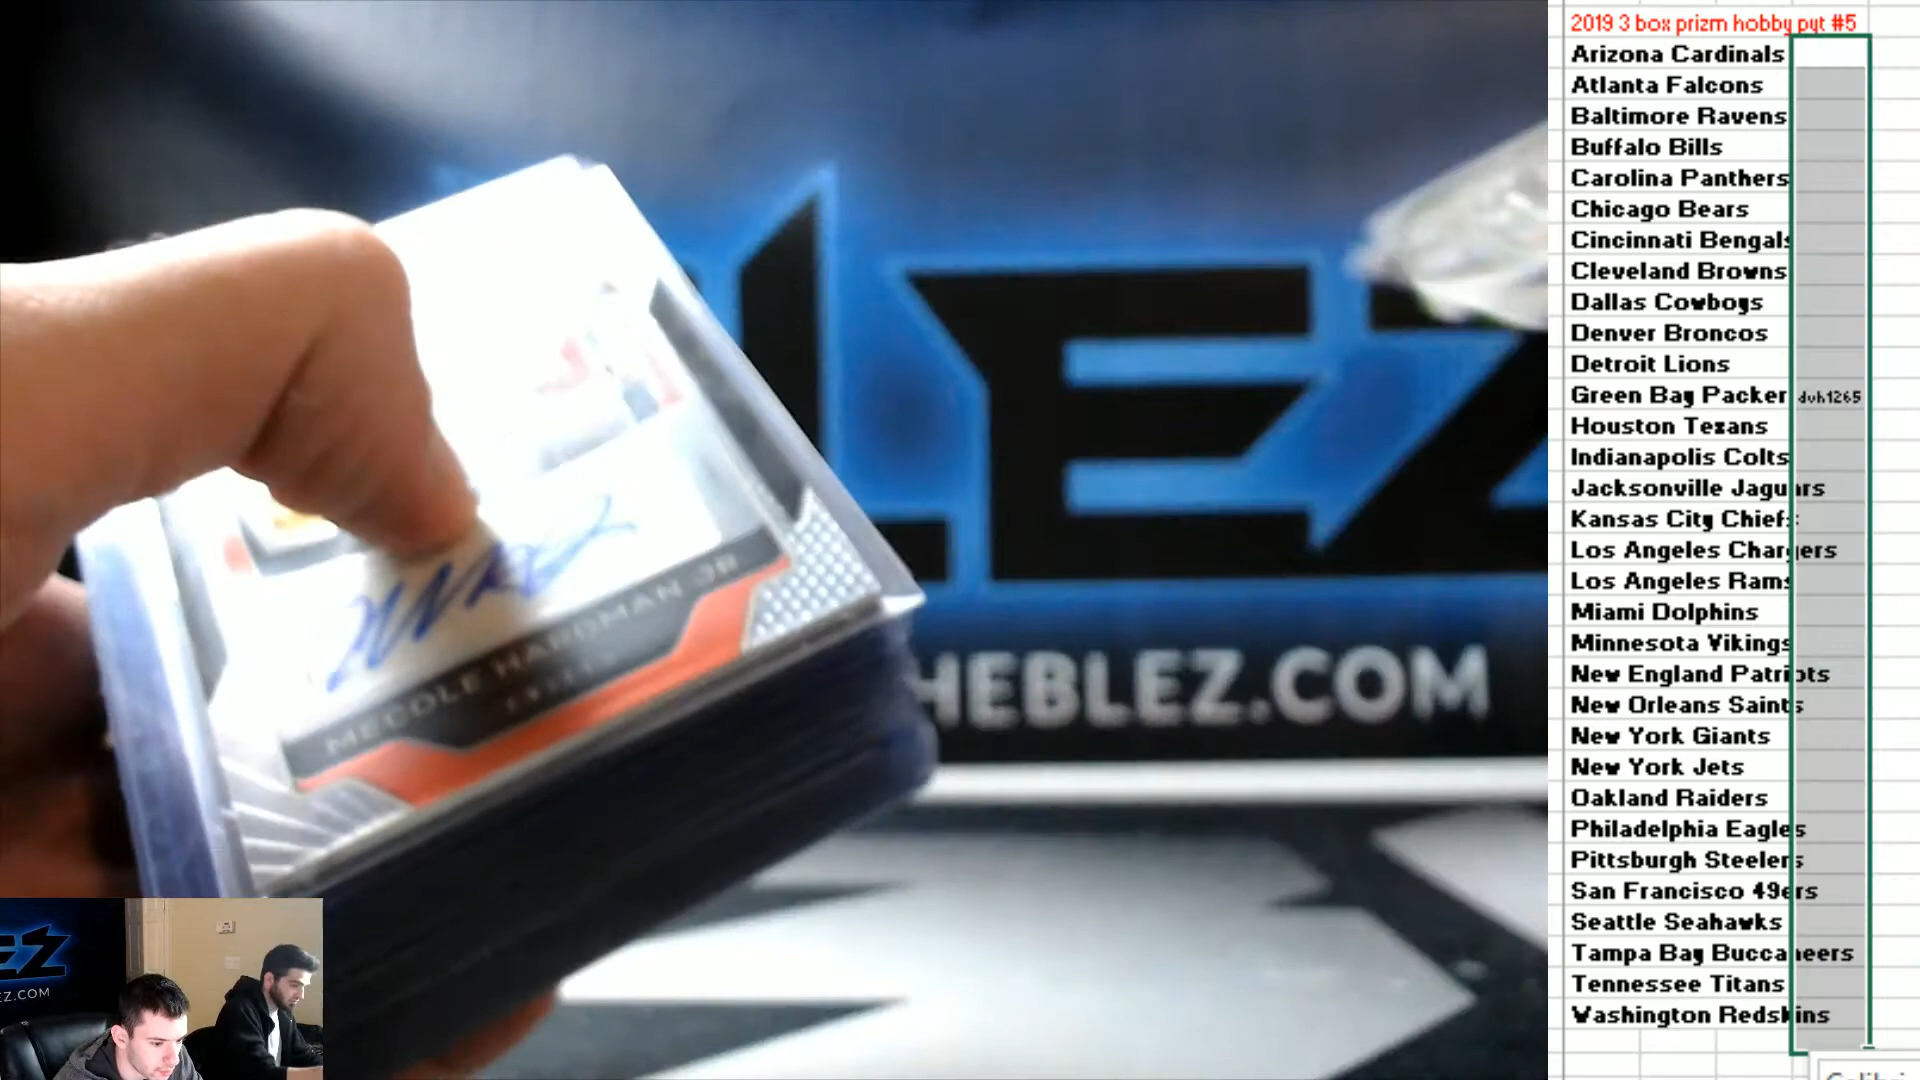 2019 3 box prizm hobby pyt #5
Arizona Cardinals
Atlanta Falcons
Baltimore Ravens
Buffalo Bills
Carolina Panthers
Chicago Bears
Cincinnati Bengals
Cleveland Browns
Dallas Cowboys
Denver Broncos
Detroit Lions
Green Bay Packer dvh1265
Houston Texans
Indianapolis Colts
Jacksonville Jaguars
Kansas City Chiefs
Los Angeles Chargers
Los Angeles Rams
Miami Dolphins
Minnesota Vikings
New England Patriots
New Orleans Saints
New York Giants
New York Jets
Oakland Raiders
Philadelphia Eagles
Pittsburgh Steelers
San Francisco 49ers
Seattle Seahawks
Tampa Bay Buccaneers
Tennessee Titans
Washington Redskins
LEZ
HEBLEZ.COM
MECOLE HARDMAN JR
EZ
EZ.COM